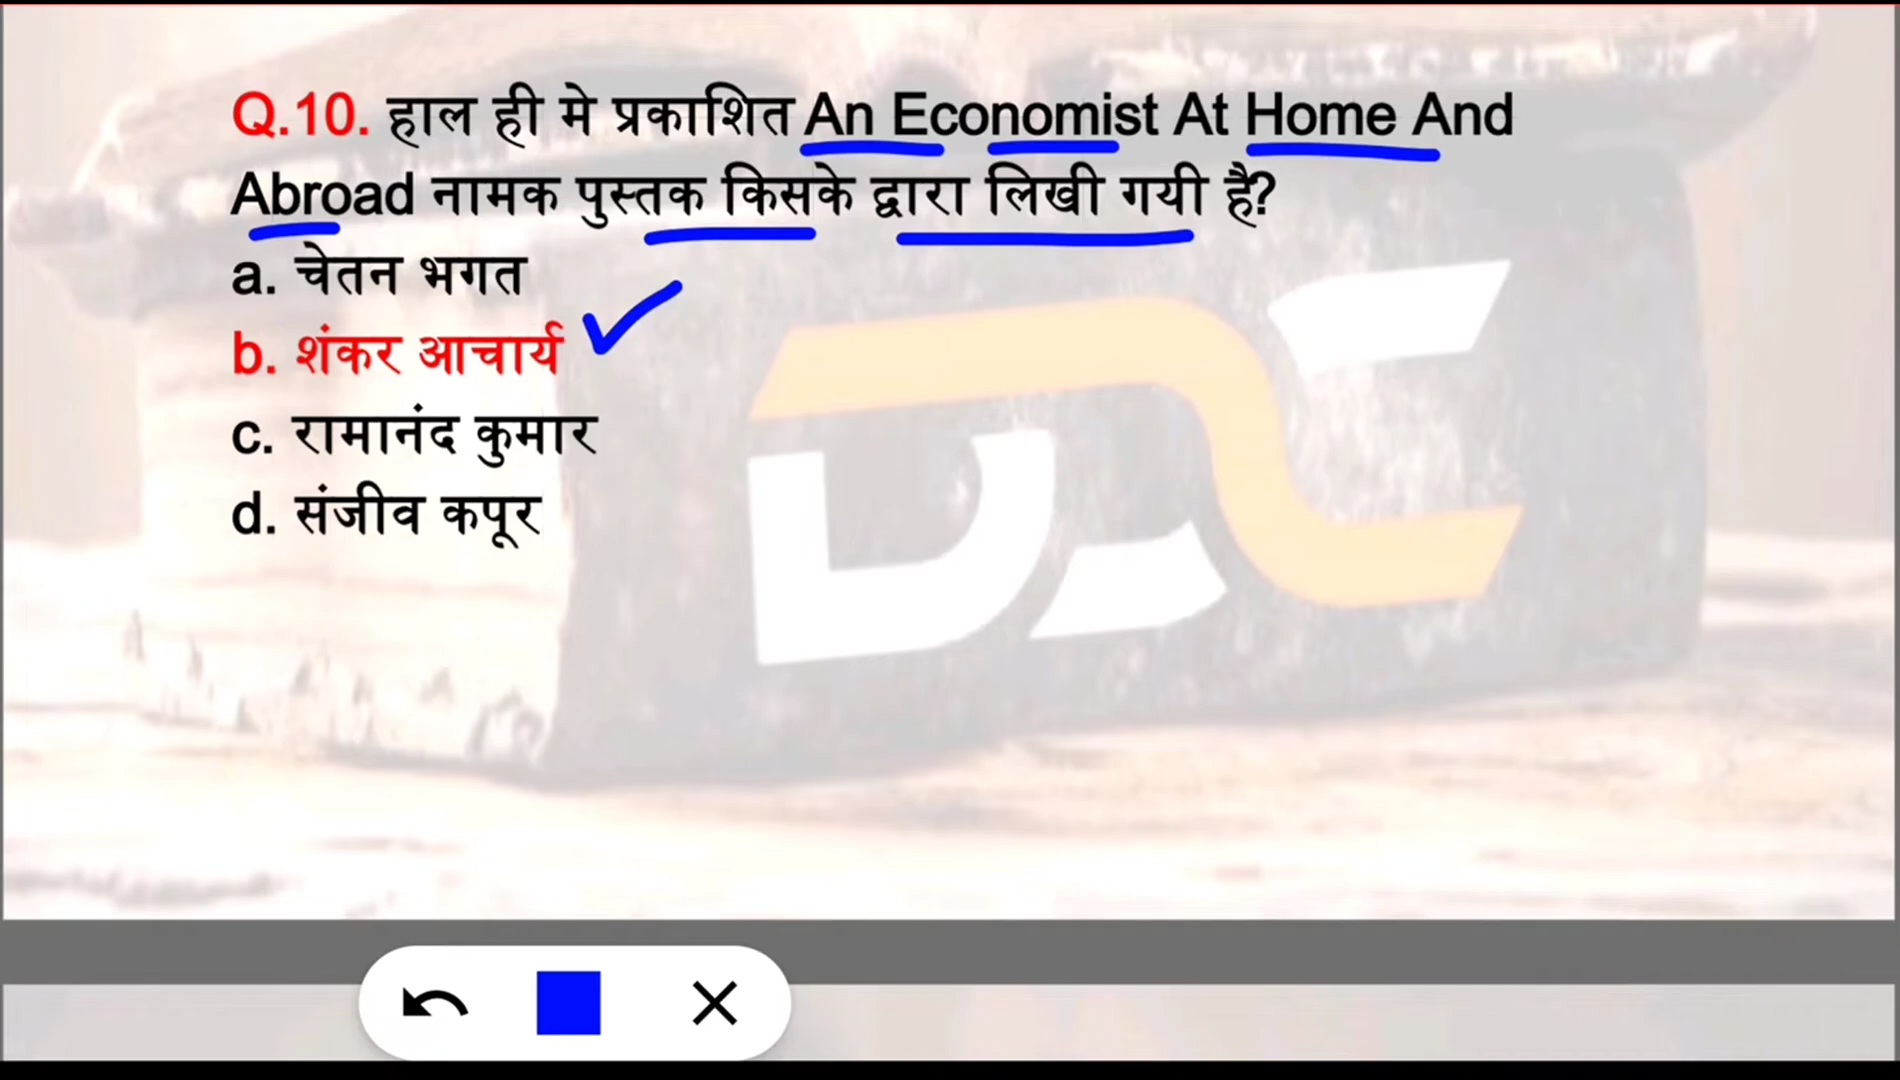 Q.10. हाल ही मे प्रकाशित An Economist At Home And
Abroad नामक पुस्तक किसके द्वारा लिखी गयी है?
a. चेतन भगत
b. शंकर आचार्य
c. रामानंद कुमार
d. संजीव कपूर